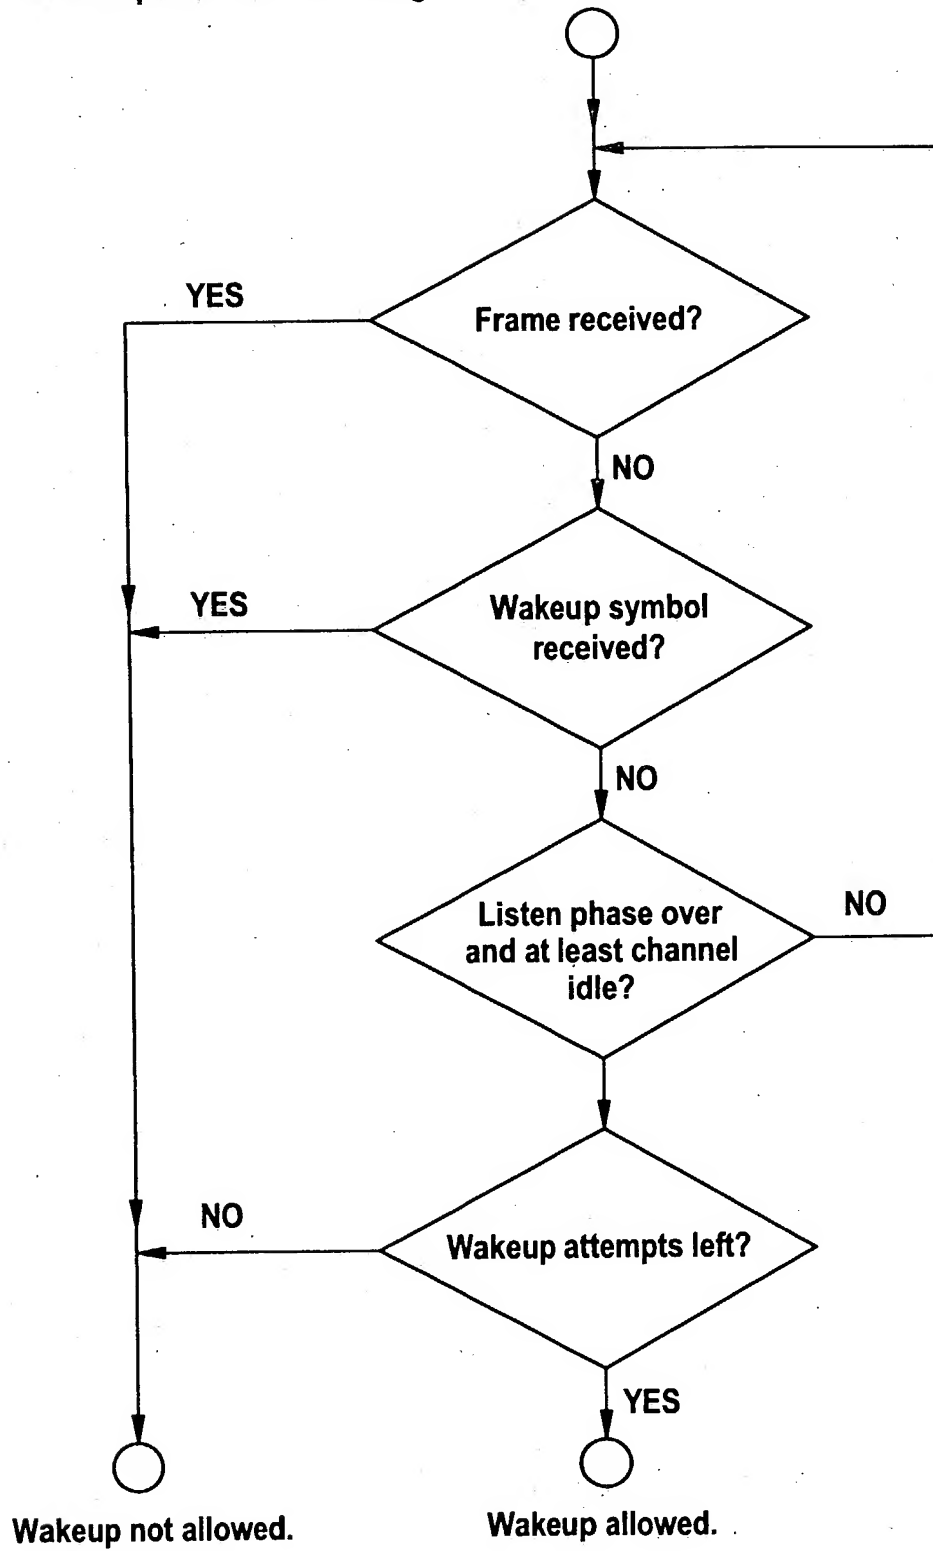 YES
Frame received?
NO
YES
Wakeup symbol
received?
NO
Listen phase over
and at least channel
idle?
NO
NO
Wakeup attempts left?
YES
Wakeup not allowed.
Wakeup allowed.